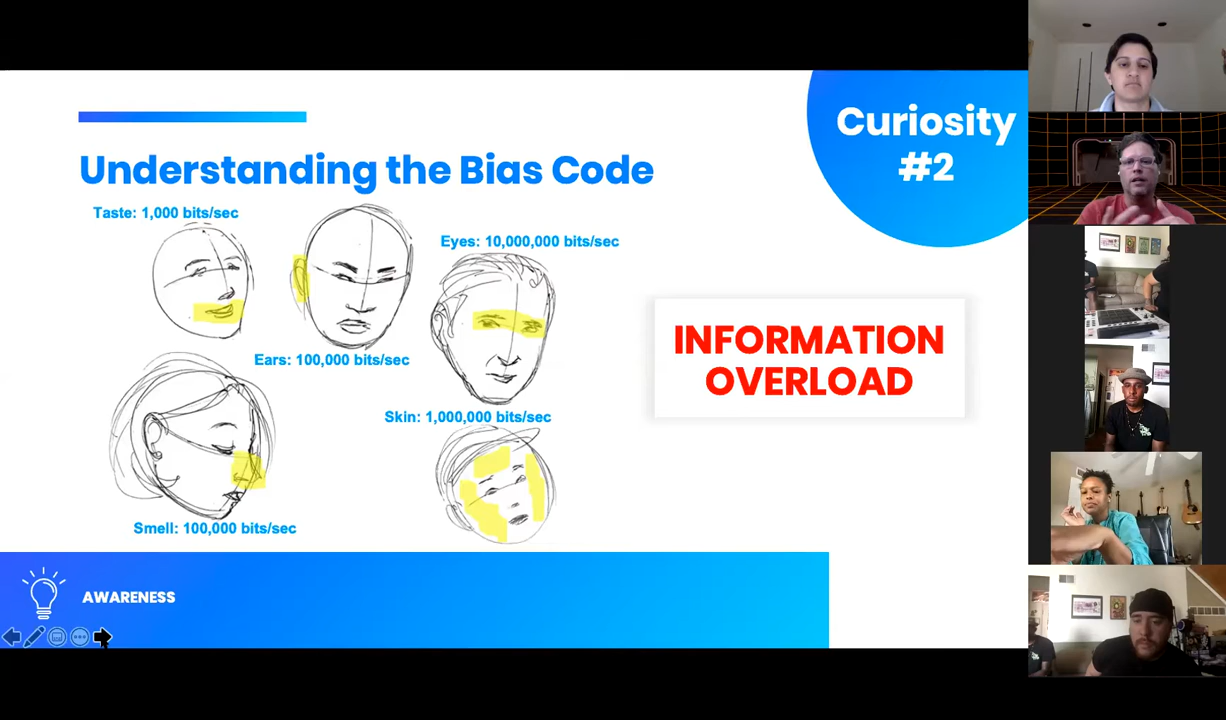 Curiosity
#2
Understanding the Bias Code
Taste: 1,000 bits/sec
Eyes: 10,000,000 bits/sec
INFORMATION
OVERLOAD
Ears: 100,000 bits/sec
Skin: 1,000,000 bits/sec
Smell: 100,000 bits/sec
AWARENESS